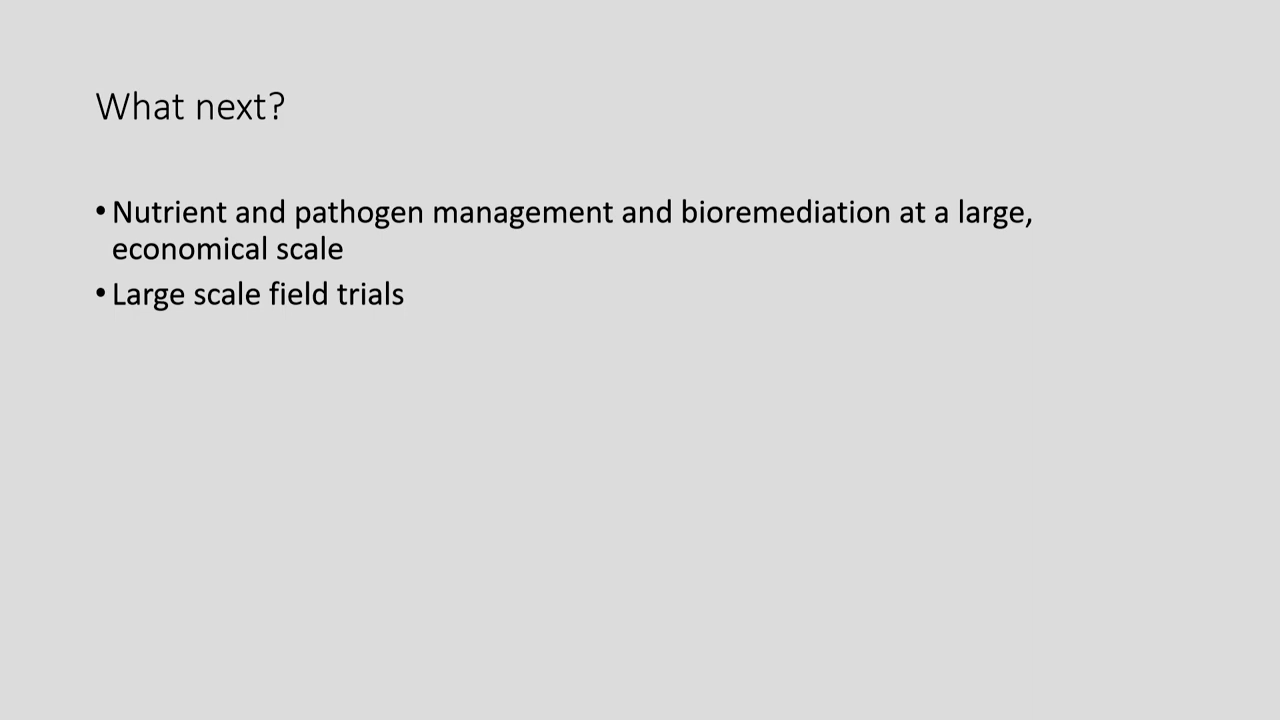 What next?
• Nutrient and pathogen management and bioremediation at a large,
economical scale
• Large scale field trials